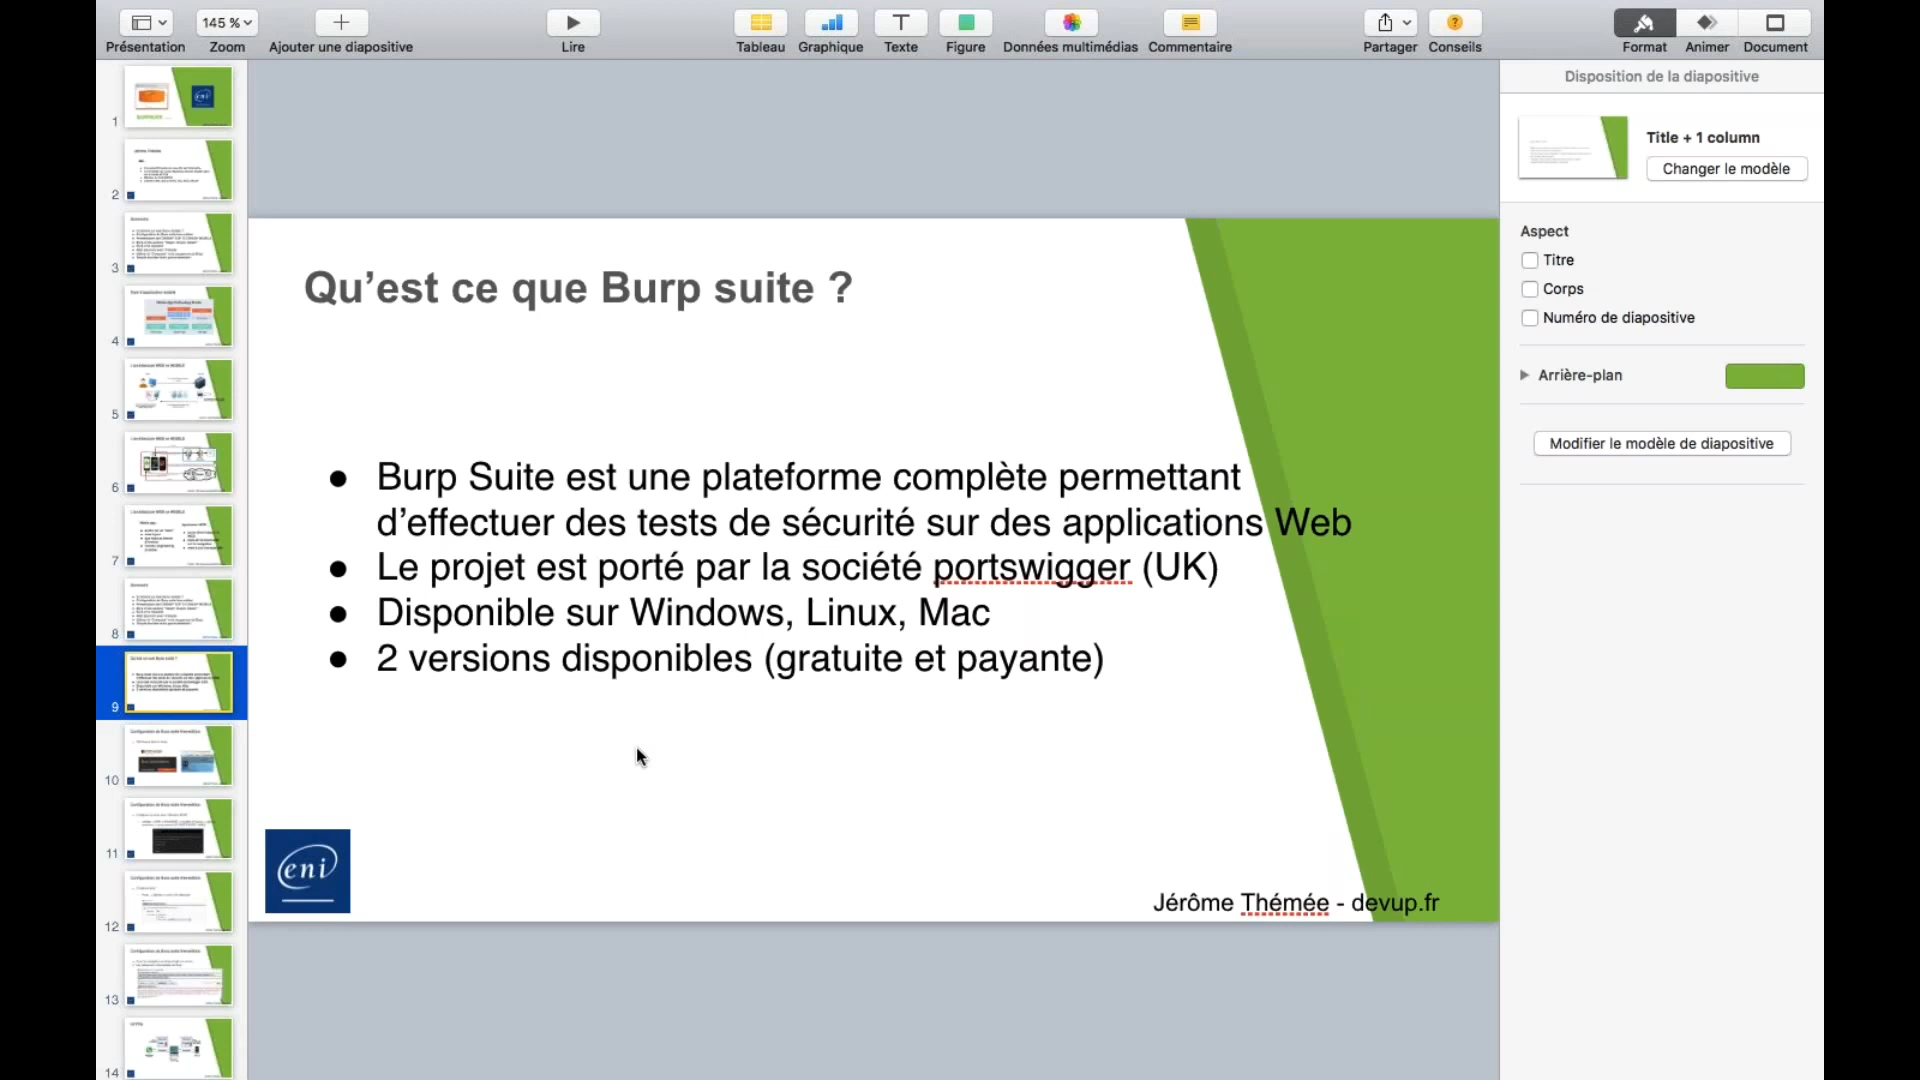 145 %
Présentation
Zoom
Ajouter une diapositive
Lire
Tableau
Graphique
Texte
Figure
Données multimédias
Commentaire
Partager
Conseils
Format
Animer
Document
1
2
3
4
5
6
7
8
9
10
11
12
13
14
Qu’est ce que Burp suite ?
● Burp Suite est une plateforme complète permettant
d’effectuer des tests de sécurité sur des applications Web
● Le projet est porté par la société portswigger (UK)
● Disponible sur Windows, Linux, Mac
● 2 versions disponibles (gratuite et payante)
eni
Jérôme Thémée - devup.fr
Disposition de la diapositive
Title + 1 column
Changer le modèle
Aspect
Titre
Corps
Numéro de diapositive
Arrière-plan
Modifier le modèle de diapositive